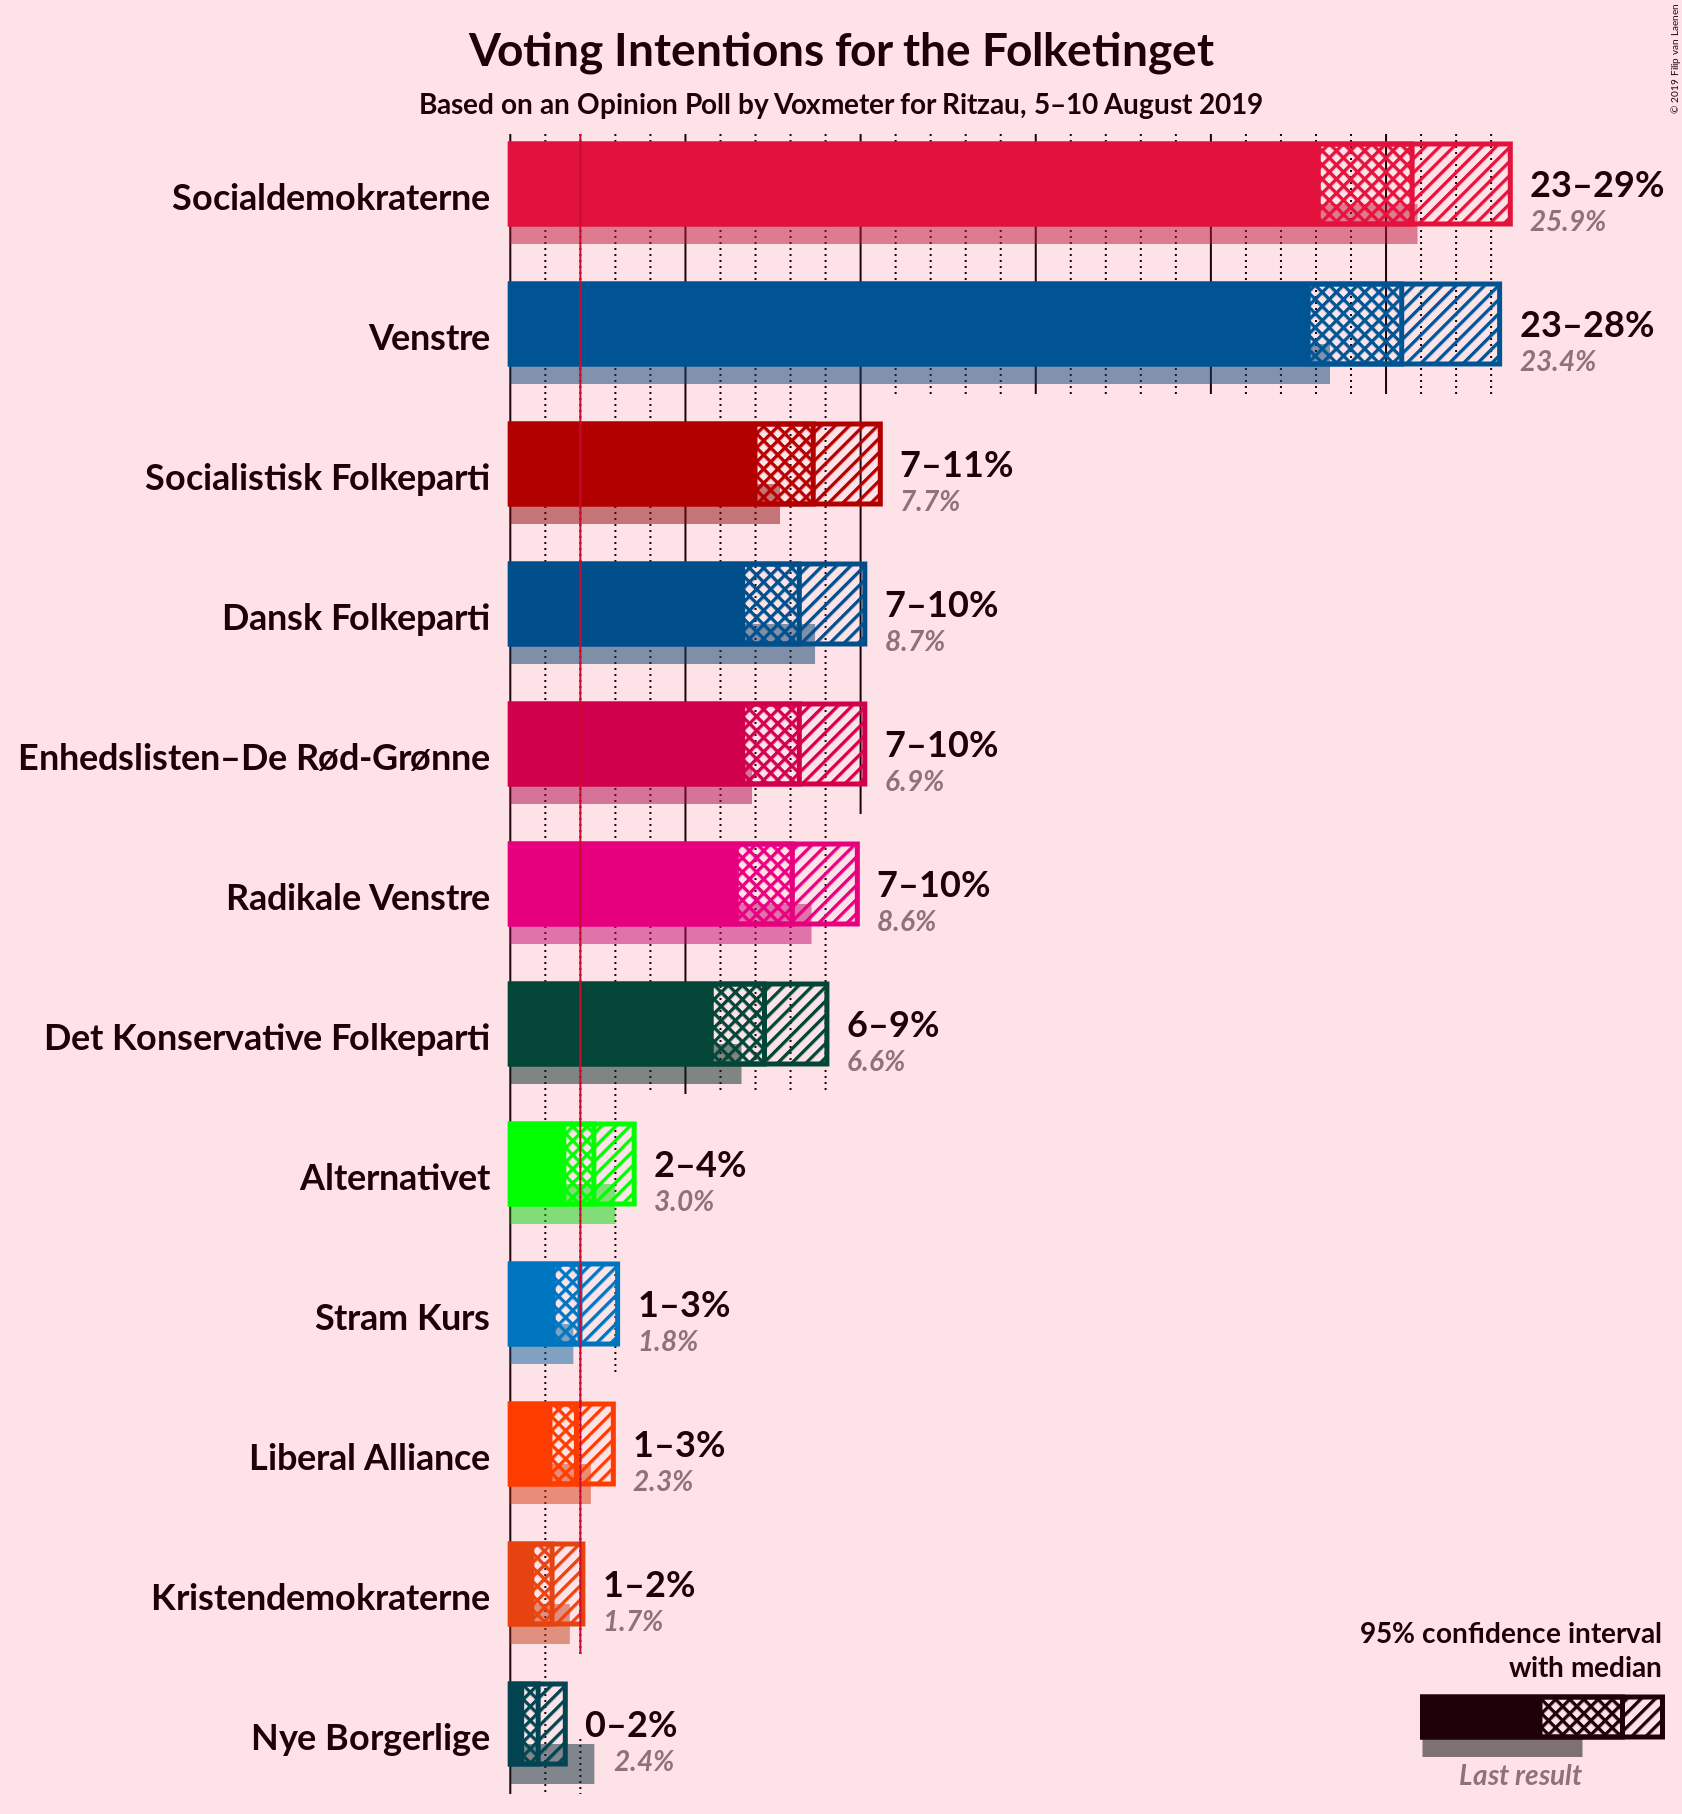 © 2019 Filip van Laenen
Voting Intentions for the Folketinget
Based on an Opinion Poll by Voxmeter for Ritzau, 5–10 August 2019
Socialdemokraterne
23–29%
25.9%
Venstre
23–28%
23.4%
Socialistisk Folkeparti
7–11%
7.7%
Dansk Folkeparti
7–10%
8.7%
Enhedslisten–De Rød-Grønne
7–10%
6.9%
Radikale Venstre
7–10%
8.6%
Det Konservative Folkeparti
6–9%
6.6%
Alternativet
2–4%
3.0%
Stram Kurs
1–3%
1.8%
Liberal Alliance
1–3%
2.3%
Kristendemokraterne
1–2%
1.7%
Nye Borgerlige
0–2%
2.4%
95% confidence interval
with median
Last result